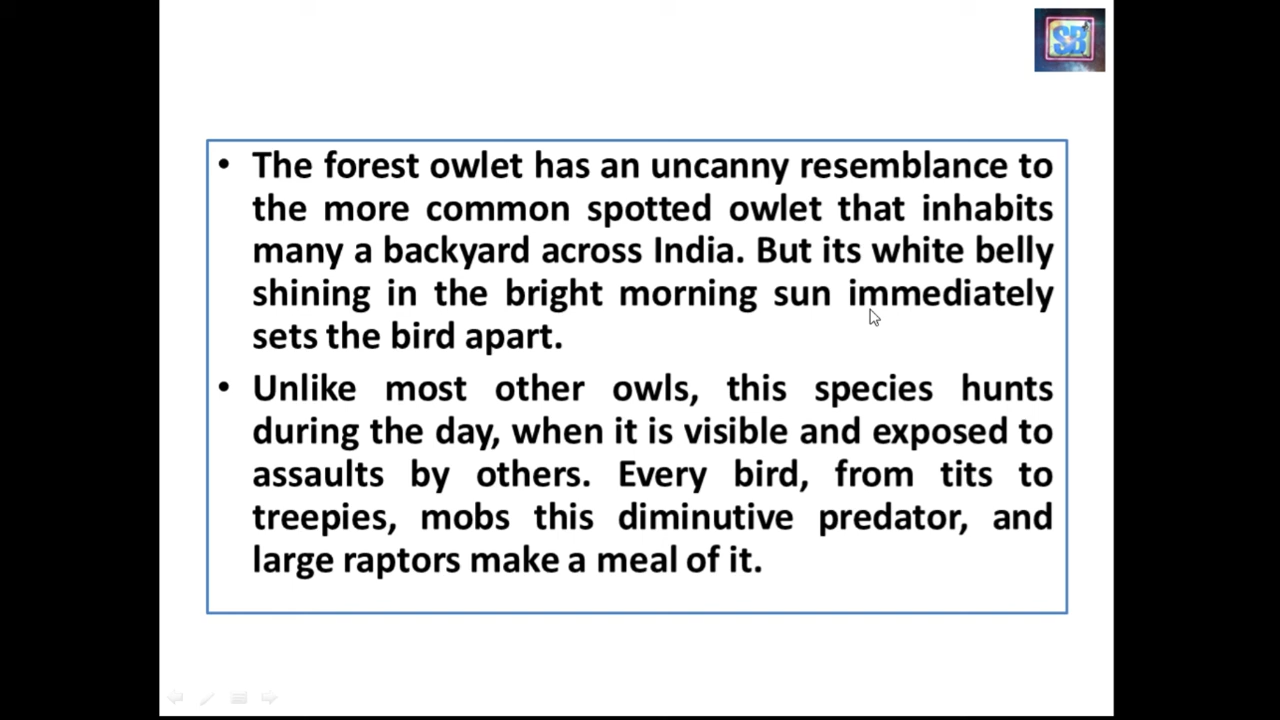 SB
• The forest owlet has an uncanny resemblance to
the more common spotted owlet that inhabits
many a backyard across India. But its white belly
shining in the bright morning sun immediately
sets the bird apart.
• Unlike most other owls, this species hunts
during the day, when it is visible and exposed to
assaults by others. Every bird, from tits to
treepies, mobs this diminutive predator, and
large raptors make a meal of it.